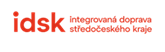 idsk integrovaná doprava
středočeského kraje